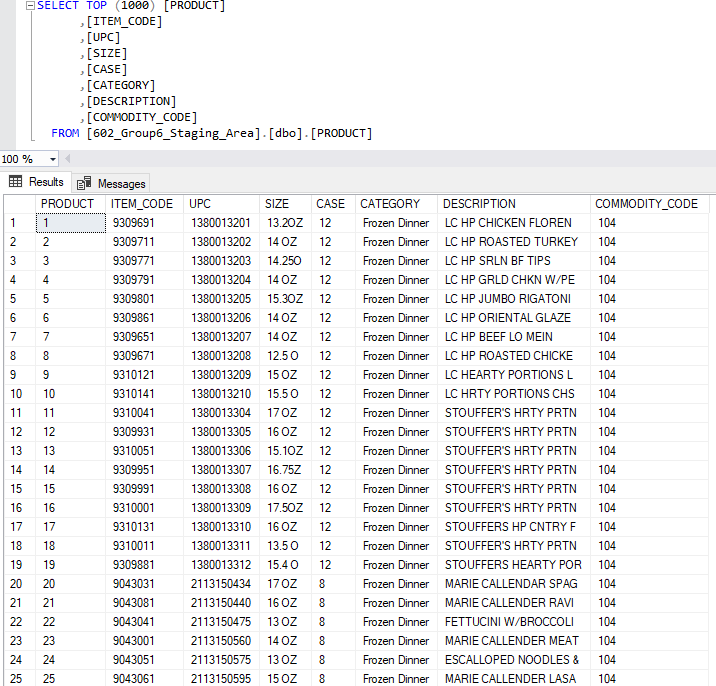 SELECT TOP (1000) [PRODUCT]
,[ITEM_CODE]
,[UPC]
,[SIZE]
,[CASE]
,[CATEGORY]
,[DESCRIPTION]
,[COMMODITY_CODE]
FROM [602_Group6_Staging_Area].[dbo].[PRODUCT]
100 %
Results Messages
PRODUCT ITEM_CODE UPC SIZE CASE CATEGORY DESCRIPTION COMMODITY_CODE
1 1 9309691 1380013201 13.2OZ 12 Frozen Dinner LC HP CHICKEN FLOREN 104
2 2 9309711 1380013202 14 OZ 12 Frozen Dinner LC HP ROASTED TURKEY 104
3 3 9309771 1380013203 14.25O 12 Frozen Dinner LC HP SRLN BF TIPS 104
4 4 9309791 1380013204 14 OZ 12 Frozen Dinner LC HP GRLD CHKN W/PE 104
5 5 9309801 1380013205 15.3OZ 12 Frozen Dinner LC HP JUMBO RIGATONI 104
6 6 9309861 1380013206 14 OZ 12 Frozen Dinner LC HP ORIENTAL GLAZE 104
7 7 9309651 1380013207 14 OZ 12 Frozen Dinner LC HP BEEF LO MEIN 104
8 8 9309671 1380013208 12.5 O 12 Frozen Dinner LC HP ROASTED CHICKE 104
9 9 9310121 1380013209 15 OZ 12 Frozen Dinner LC HEARTY PORTIONS L 104
10 10 9310141 1380013210 15.5 O 12 Frozen Dinner LC HRTY PORTIONS CHS 104
11 11 9310041 1380013304 17 OZ 12 Frozen Dinner STOUFFER'S HRTY PRTN 104
12 12 9309931 1380013305 16 OZ 12 Frozen Dinner STOUFFER'S HRTY PRTN 104
13 13 9310051 1380013306 15.1OZ 12 Frozen Dinner STOUFFER'S HRTY PRTN 104
14 14 9309951 1380013307 16.75Z 12 Frozen Dinner STOUFFER'S HRTY PRTN 104
15 15 9309991 1380013308 16 OZ 12 Frozen Dinner STOUFFER'S HRTY PRTN 104
16 16 9310001 1380013309 17.5OZ 12 Frozen Dinner STOUFFER'S HRTY PRTN 104
17 17 9310131 1380013310 16 OZ 12 Frozen Dinner STOUFFERS HP CNTRY F 104
18 18 9310011 1380013311 13.5 O 12 Frozen Dinner STOUFFER'S HRTY PRTN 104
19 19 9309881 1380013312 15.4 O 12 Frozen Dinner STOUFFERS HEARTY POR 104
20 20 9043031 2113150434 17 OZ 8 Frozen Dinner MARIE CALLENDAR SPAG 104
21 21 9043081 2113150440 16 OZ 8 Frozen Dinner MARIE CALLENDER RAVI 104
22 22 9043041 2113150475 13 OZ 8 Frozen Dinner FETTUCINI W/BROCCOLI 104
23 23 9043001 2113150560 14 OZ 8 Frozen Dinner MARIE CALLENDER MEAT 104
24 24 9043051 2113150575 13 OZ 8 Frozen Dinner ESCALLOPED NOODLES & 104
25 25 9043061 2113150595 15 OZ 8 Frozen Dinner MARIE CALLENDER LASA 104